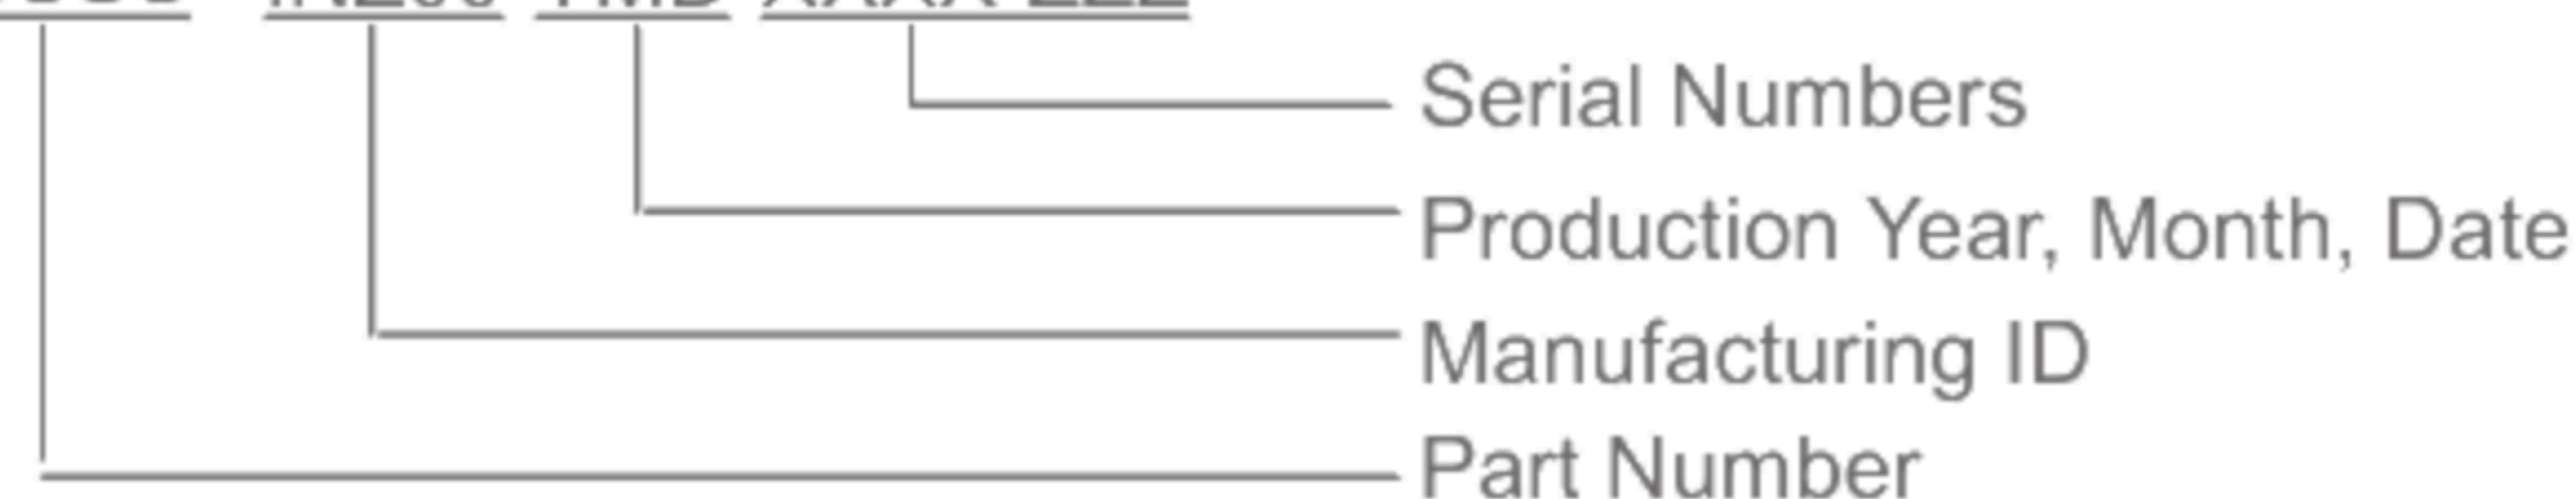 Serial Numbers
Production Year, Month, Date
Manufacturing ID
Part Number